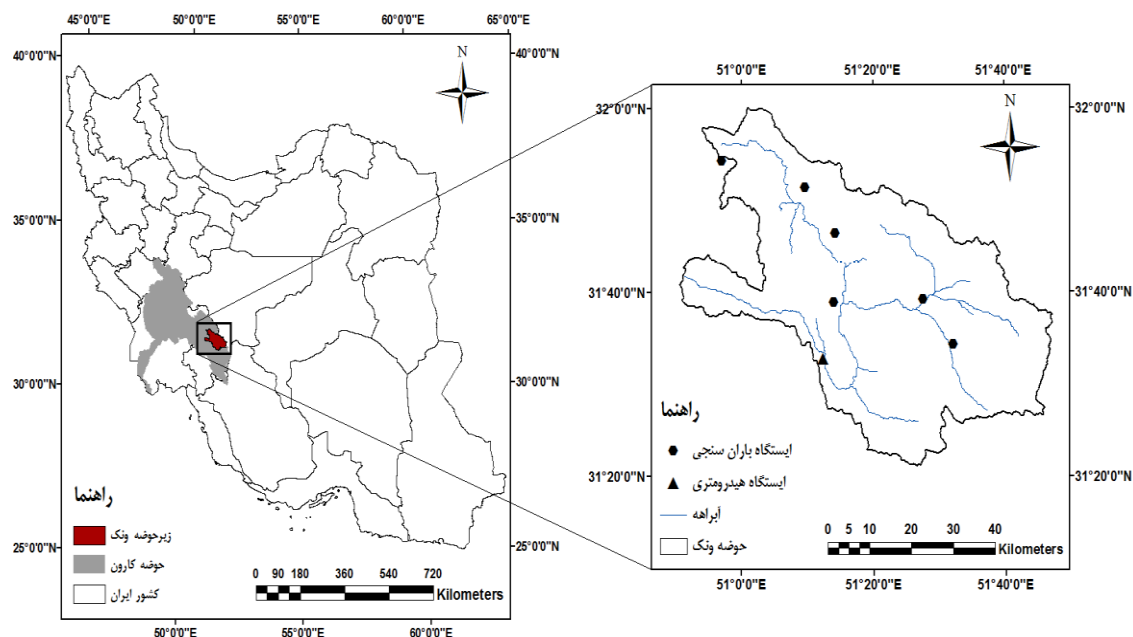 45°0'0"E 50°0'0"E 55°0'0"E 60°0'0"E 65°0'0"E
40°0'0"N
40°0'0"N
N
35°0'0"N
35°0'0"N
30°0'0"N
30°0'0"N
25°0'0"N
25°0'0"N
راهنما
زیرحوضه ونک
حوضه کارون
کشور ایران
0 90 180 360 540 720
Kilometers
50°0'0"E 55°0'0"E 60°0'0"E
51°0'0"E 51°20'0"E 51°40'0"E
32°0'0"N
32°0'0"N
N
31°40'0"N
31°40'0"N
31°20'0"N
31°20'0"N
راهنما
ایستگاه باران سنجی
ایستگاه هیدرومتری
آبراهه
حوضه ونک
0 5 10 20 30 40
Kilometers
51°0'0"E 51°20'0"E 51°40'0"E